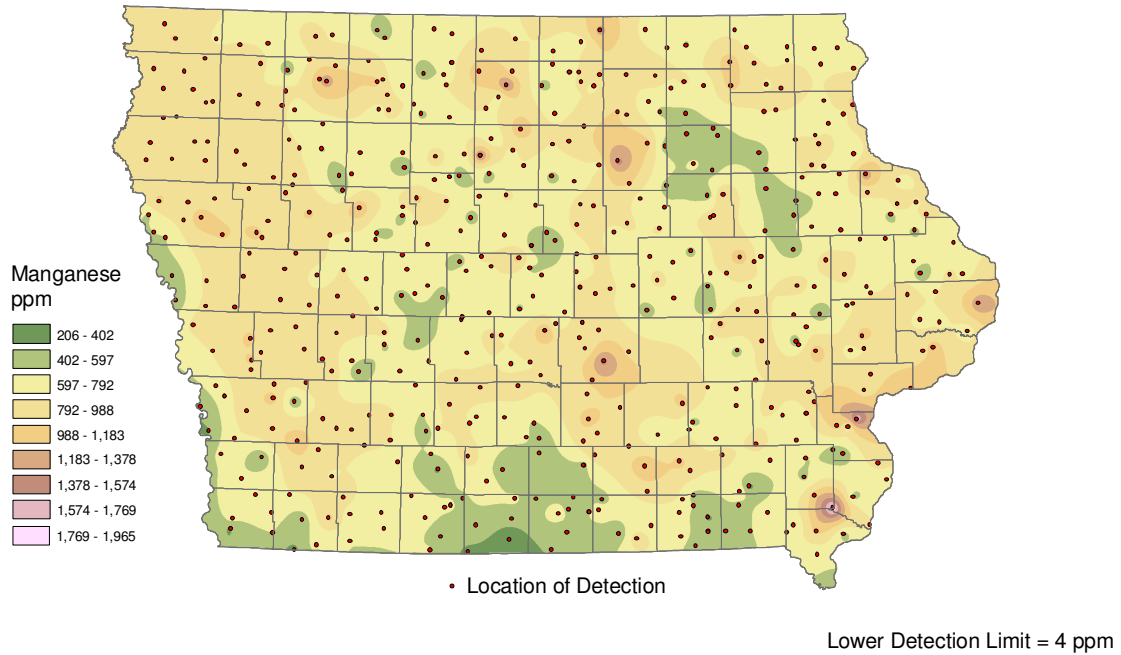 Manganese
ppm
206 - 402
402 - 597
597 - 792
792 - 988
988 - 1,183
1,183 - 1,378
1,378 - 1,574
1,574 - 1,769
1,769 - 1,965
Location of Detection
Lower Detection Limit = 4 ppm